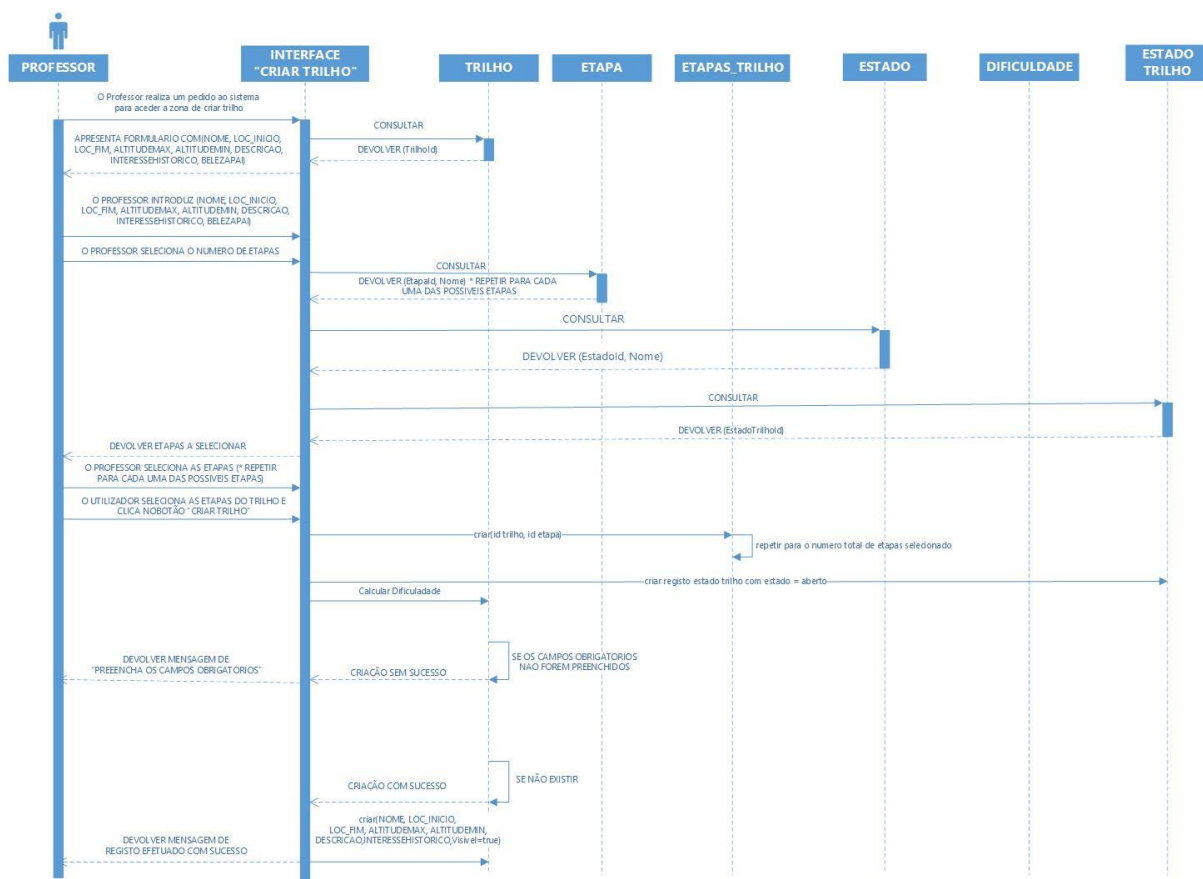 PROFESSOR
INTERFACE
"CRIAR TRILHO"
TRILHO
ETAPA
ETAPAS_TRILHO
ESTADO
DIFICULDADE
ESTADO
TRILHO
O Professor realiza um pedido ao sistema
para aceder a zona de criar trilho
CONSULTAR
APRESENTA FORMULARIO COM(NOME, LOC_INICIO,
LOC_FIM, ALTITUDEMAX, ALTITUDEMIN, DESCRICAO,
INTERESSEHISTORICO, BELEZAPAI)
DEVOLVER (TrilhoId)
O PROFESSOR INTRODUZ (NOME, LOC_INICIO,
LOC_FIM, ALTITUDEMAX, ALTITUDEMIN, DESCRICAO,
INTERESSEHISTORICO, BELEZAPAI)
O PROFESSOR SELECIONA O NUMERO DE ETAPAS
CONSULTAR
DEVOLVER (EtapaId, Nome) * REPETIR PARA CADA
UMA DAS POSSIVEIS ETAPAS
CONSULTAR
DEVOLVER (EstadoId, Nome)
CONSULTAR
DEVOLVER (EstadoTrilhoId)
DEVOLVER ETAPAS A SELECIONAR
O PROFESSOR SELECIONA AS ETAPAS (* REPETIR
PARA CADA UMA DAS POSSIVEIS ETAPAS)
O UTILIZADOR SELECIONA AS ETAPAS DO TRILHO E
CLICA NOBOTÃO "CRIAR TRILHO"
criar(id trilho, id etapa)
repetir para o numero total de etapas selecionado
criar registo estado trilho com estado = aberto
Calcular Dificuladade
SE OS CAMPOS OBRIGATORIOS
NAO FOREM PREENCHIDOS
DEVOLVER MENSAGEM DE
"PREEENCHA OS CAMPOS OBRIGATORIOS"
CRIAÇÃO SEM SUCESSO
SE NÃO EXISTIR
CRIAÇÃO COM SUCESSO
criar(NOME, LOC_INICIO,
LOC_FIM, ALTITUDEMAX, ALTITUDEMIN,
DESCRICAO,INTERESSEHISTORICO,Visivel=true)
DEVOLVER MENSAGEM DE
REGISTO EFETUADO COM SUCESSO